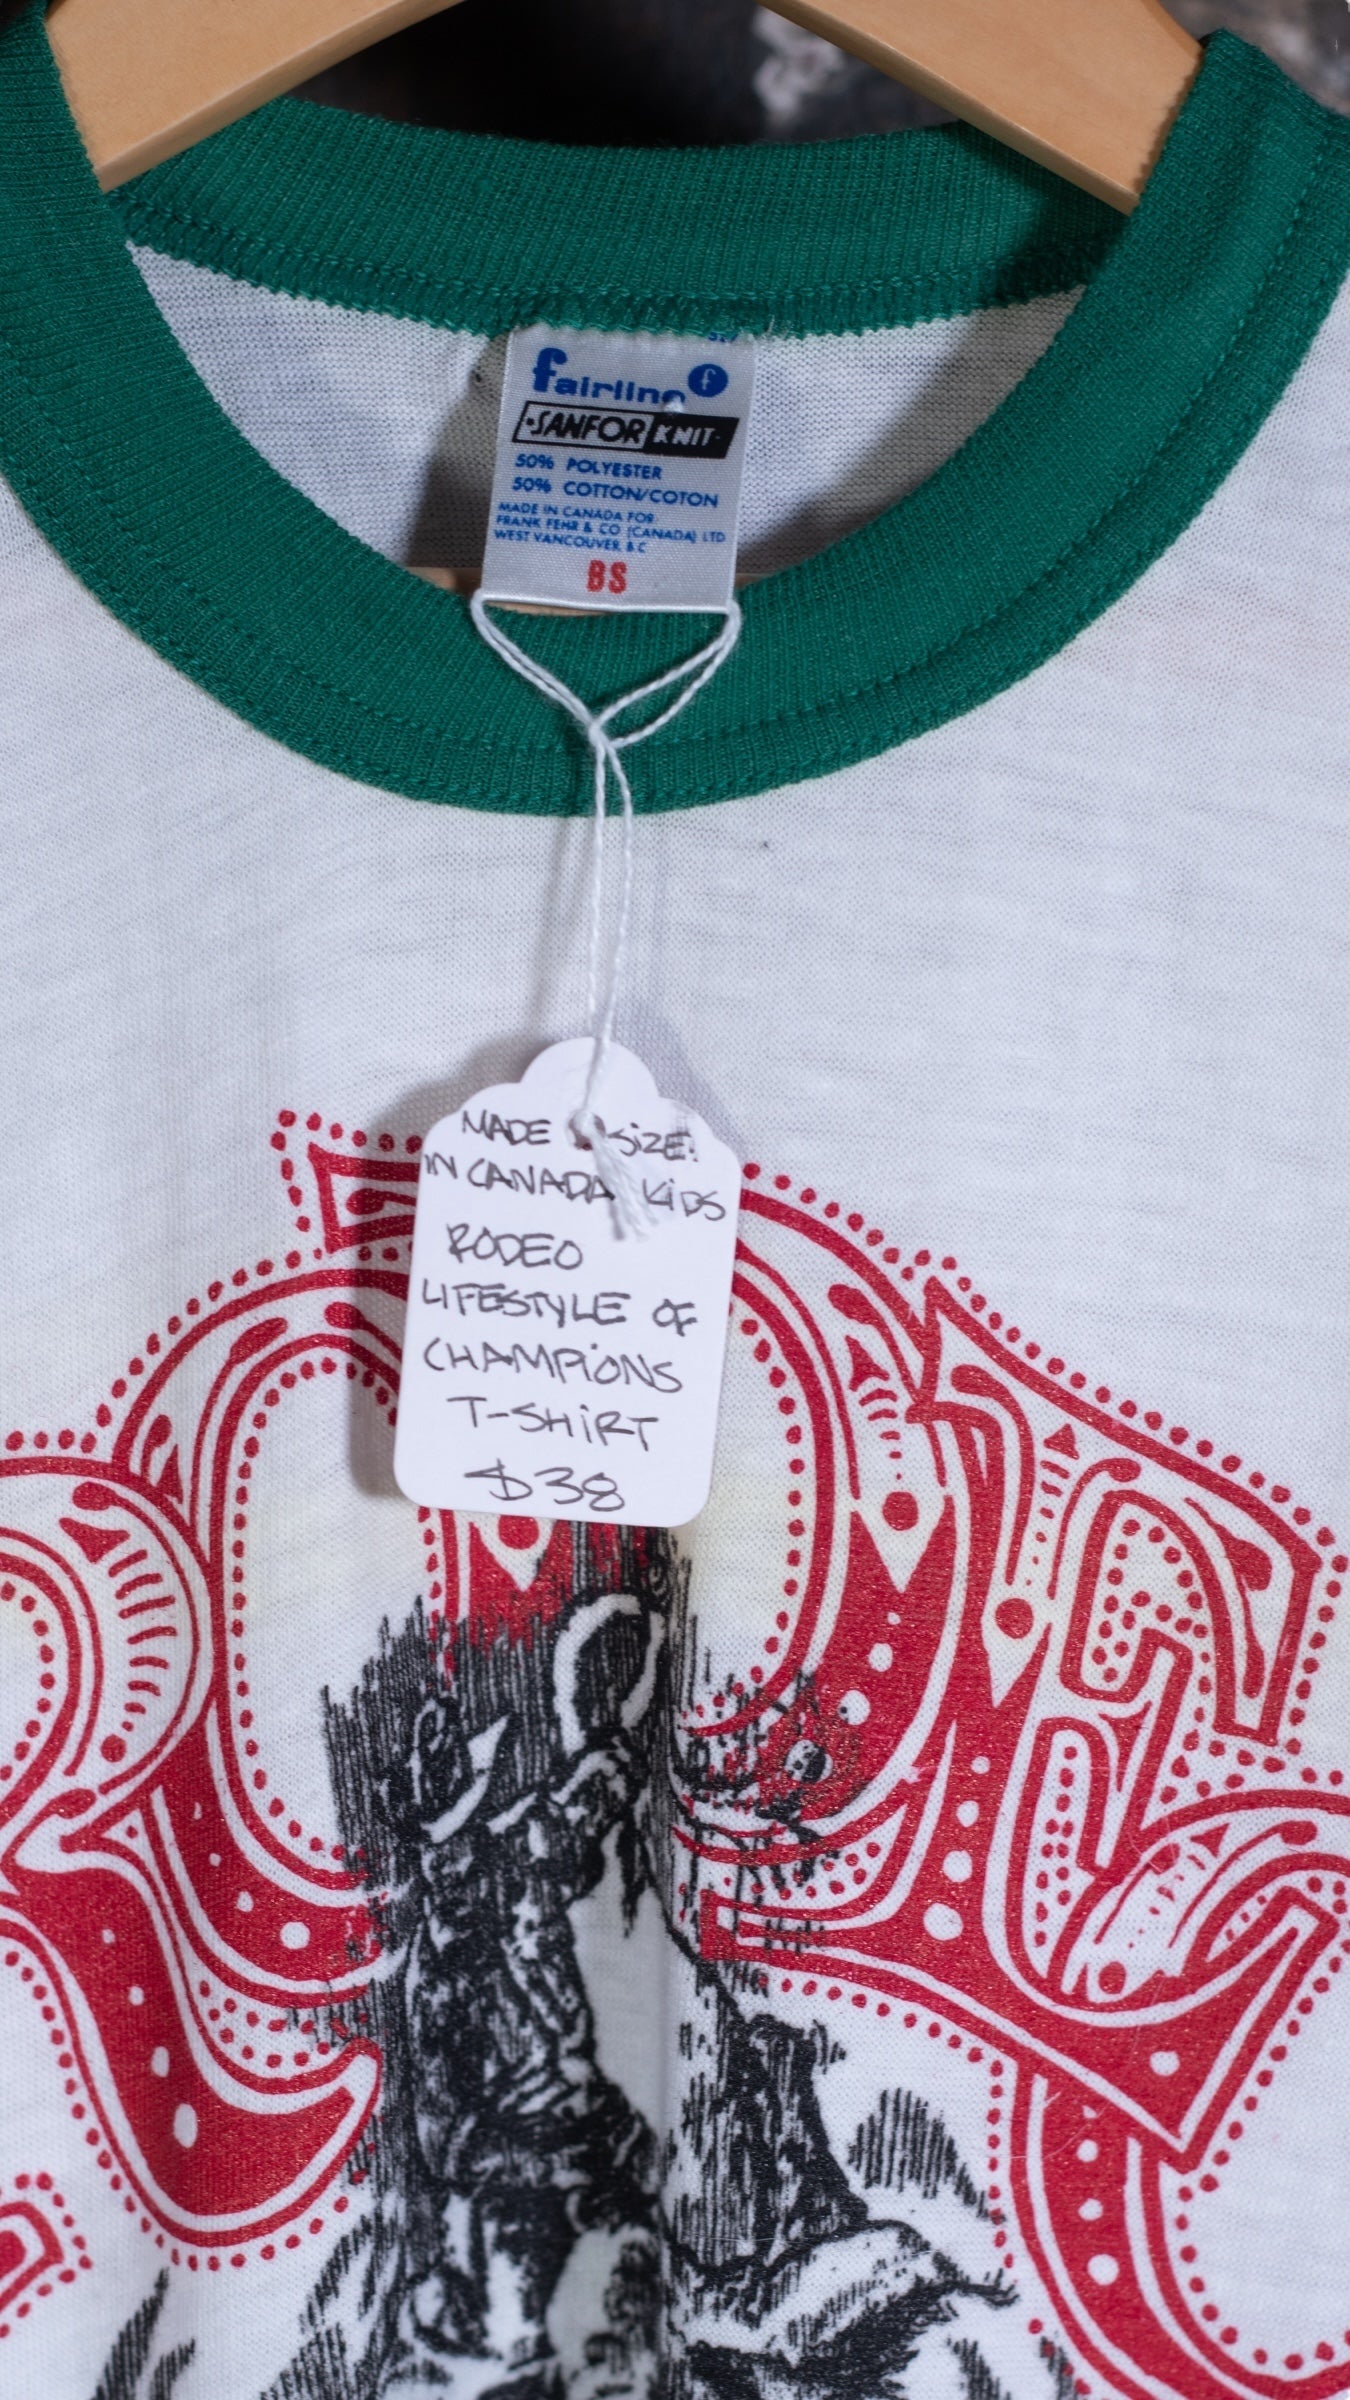 fairline f
SANFOR KNIT
50% POLYESTER
50% COTTON/COTON
MADE IN CANADA FOR
FRANK FEHR & CO (CANADA) LTD
WEST VANCOUVER, B C
BS
MADE SIZE:
IN CANADA KIDS
RODEO
LIFESTYLE OF
CHAMPIONS
T-SHIRT
$38